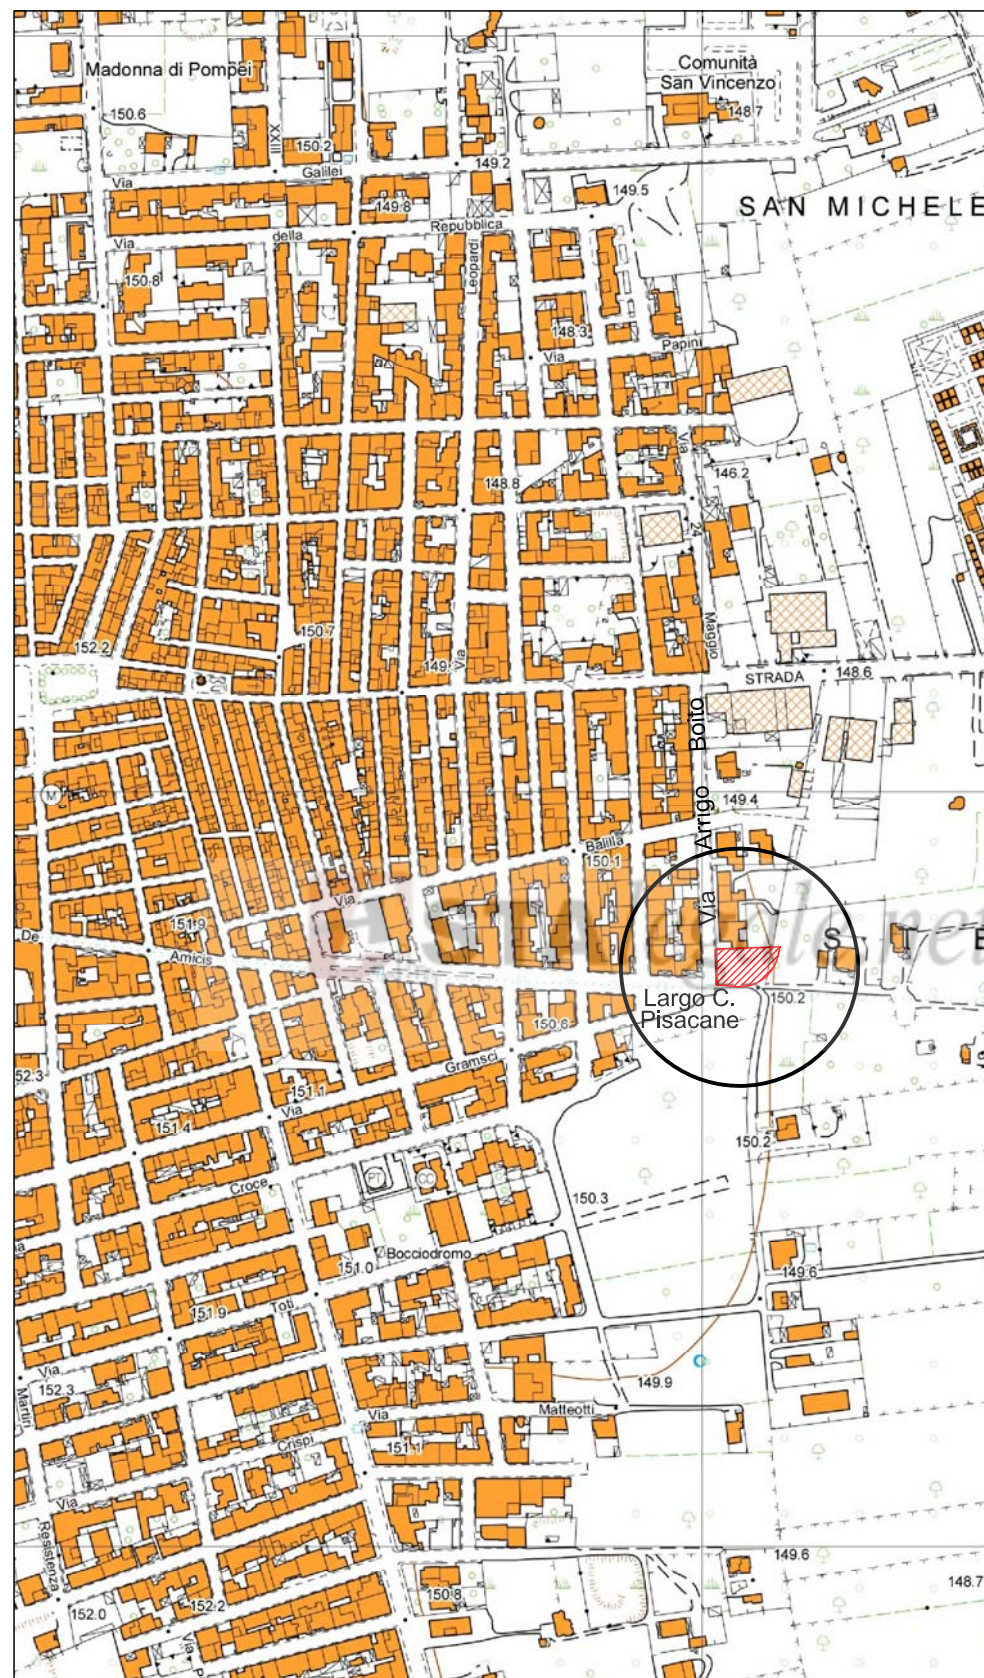 Madonna di Pompei
Comunità
San Vincenzo
150.6
148.7
XXIII
150.2
149.2
Via
Galilei
149.5
149.8
SAN MICHELE
Repubblica
della
Via
Leopardi
150.8
148.3
Papini
Via
Via
146.2
148.8
24
Maggio
150.7
152.2
149.
Via
STRADA
148.6
Via Arrigo Boito
M
149.4
Balilla
150.1
Via
151.9
De
Amicis
ASTAlegale.net
S T E
Largo C.
Pisacane
150.2
150.6
Gramsci
52.3
151.1
Via
151.4
150.2
PT
CC
Croce
150.3
Bocciodromo
151.0
149.6
151.9
Toti
Via
152.3
Martiri
149.9
Matteotti
Via
Crispi
151.1
Via
Resistenza
149.6
148.7
150.8
152.2
152.0
Via